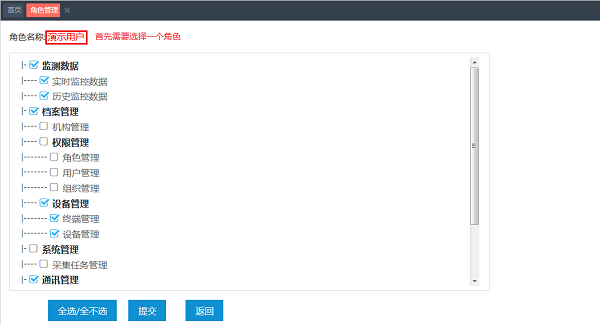 首页 角色管理
角色名称:演示用户 首先需要选择一个角色
|- 监测数据
|---- 实时监控数据
|---- 历史监控数据
|- 档案管理
|---- 机构管理
|---- 权限管理
|------- 角色管理
|------- 用户管理
|------- 组织管理
|---- 设备管理
|------- 终端管理
|------- 设备管理
|- 系统管理
|---- 采集任务管理
|- 通讯管理
全选/全不选 提交 返回